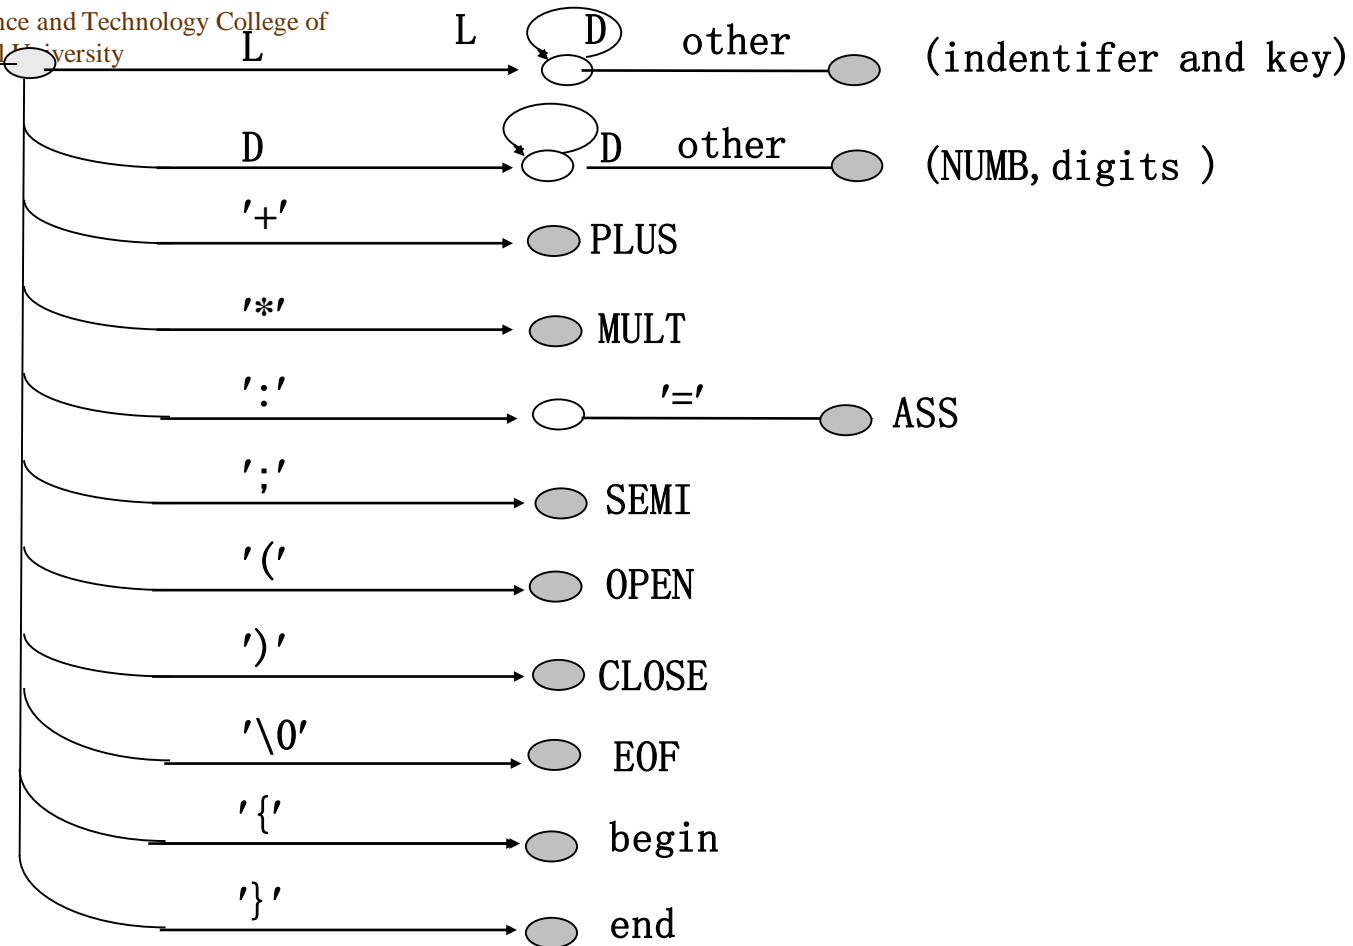 nce and Technology College of
l University
L L D other (indentifer and key)
D D other (NUMB,digits )
'+' PLUS
'*' MULT
':' '=' ASS
';' SEMI
'(' OPEN
')' CLOSE
'\0' EOF
'{' begin
'}' end